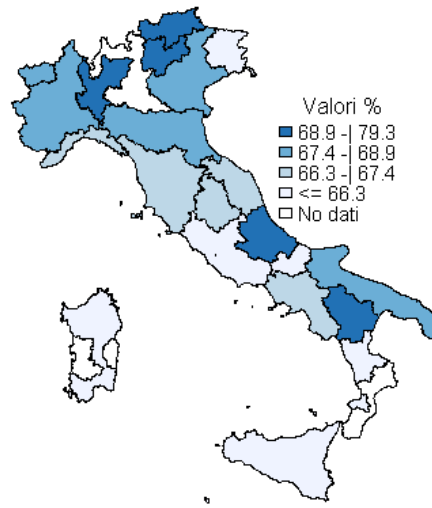 Valori %
68.9 -| 79.3
67.4 -| 68.9
66.3 -| 67.4
<= 66.3
No dati